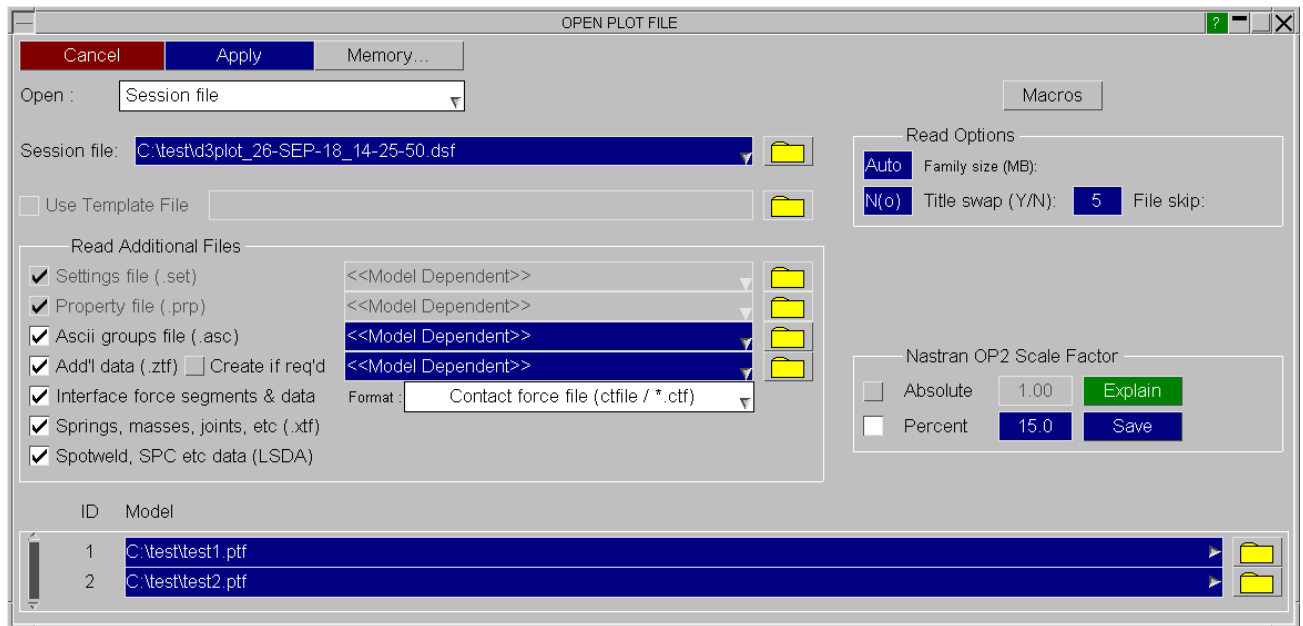 OPEN PLOT FILE
?
Cancel Apply Memory...
Open : Session file Macros
Session file: C:\test\d3plot_26-SEP-18_14-25-50.dsf
Read Options
Auto Family size (MB):
Use Template File
N(o) Title swap (Y/N): 5 File skip:
Read Additional Files
Settings file (.set) <<Model Dependent>>
Property file (.prp) <<Model Dependent>>
Ascii groups file (.asc) <<Model Dependent>>
Add'l data (.ztf) Create if req'd <<Model Dependent>>
Interface force segments & data Format : Contact force file (ctfile / *.ctf)
Springs, masses, joints, etc (.xtf)
Spotweld, SPC etc data (LSDA)
Nastran OP2 Scale Factor
Absolute 1.00 Explain
Percent 15.0 Save
ID Model
1 C:\test\test1.ptf
2 C:\test\test2.ptf